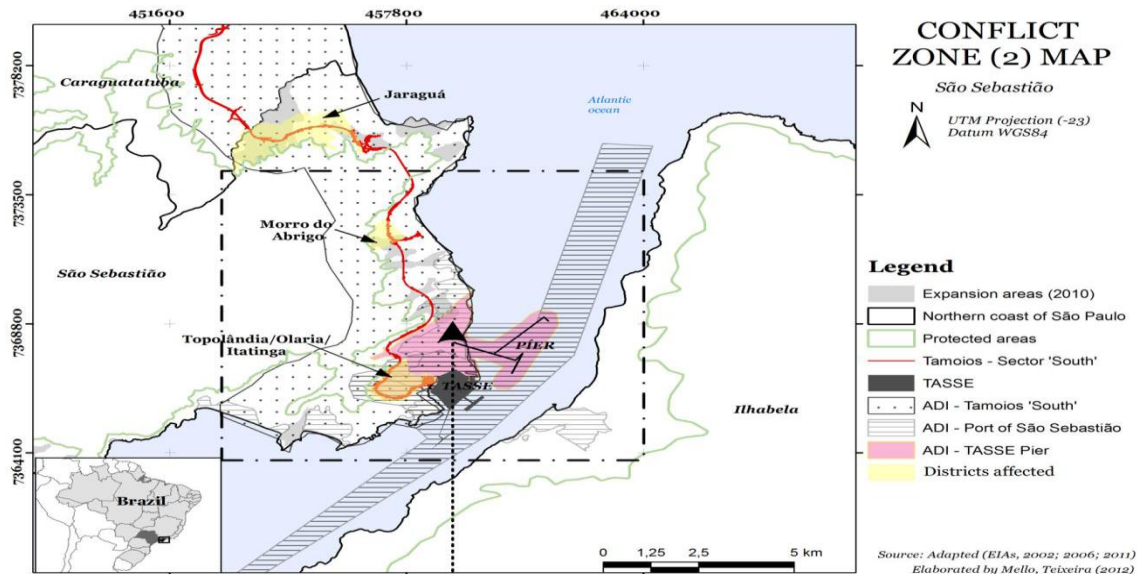 451600
457800
464000
7378200
7373500
7368800
7364100
Caraguatatuba
Jaraguá
Atlantic
ocean
Morro do
Abrigo
São Sebastião
Topolândia/Olaria/
Itatinga
PÍER
TASSE
Ilhabela
Brazil
0 1,25 2,5 5 km
CONFLICT
ZONE (2) MAP
São Sebastião
N
UTM Projection (-23)
Datum WGS84
Legend
Expansion areas (2010)
Northern coast of São Paulo
Protected areas
Tamoios - Sector 'South'
TASSE
ADI - Tamoios 'South'
ADI - Port of São Sebastião
ADI - TASSE Pier
Districts affected
Source: Adapted (EIAs, 2002; 2006; 2011)
Elaborated by Mello, Teixeira (2012)